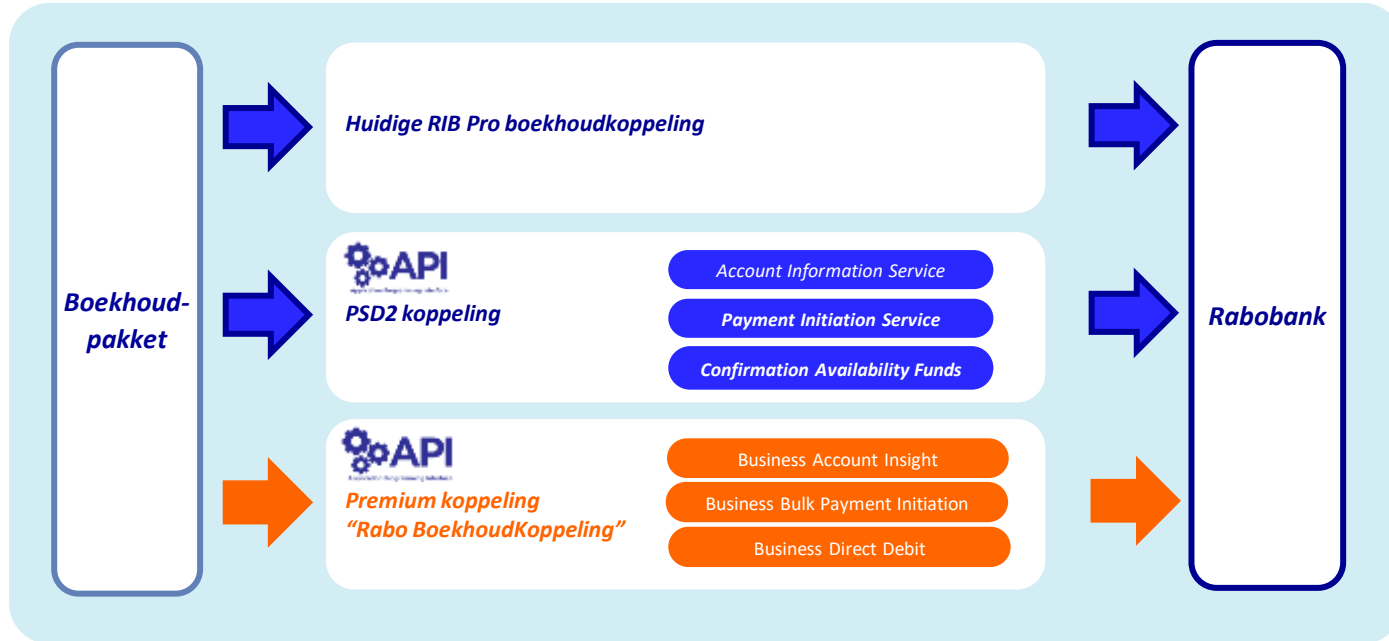 Boekhoud-
pakket
Huidige RIB Pro boekhoudkoppeling
API
PSD2 koppeling
Account Information Service
Payment Initiation Service
Confirmation Availability Funds
API
Premium koppeling
“Rabo BoekhoudKoppeling”
Business Account Insight
Business Bulk Payment Initiation
Business Direct Debit
Rabobank